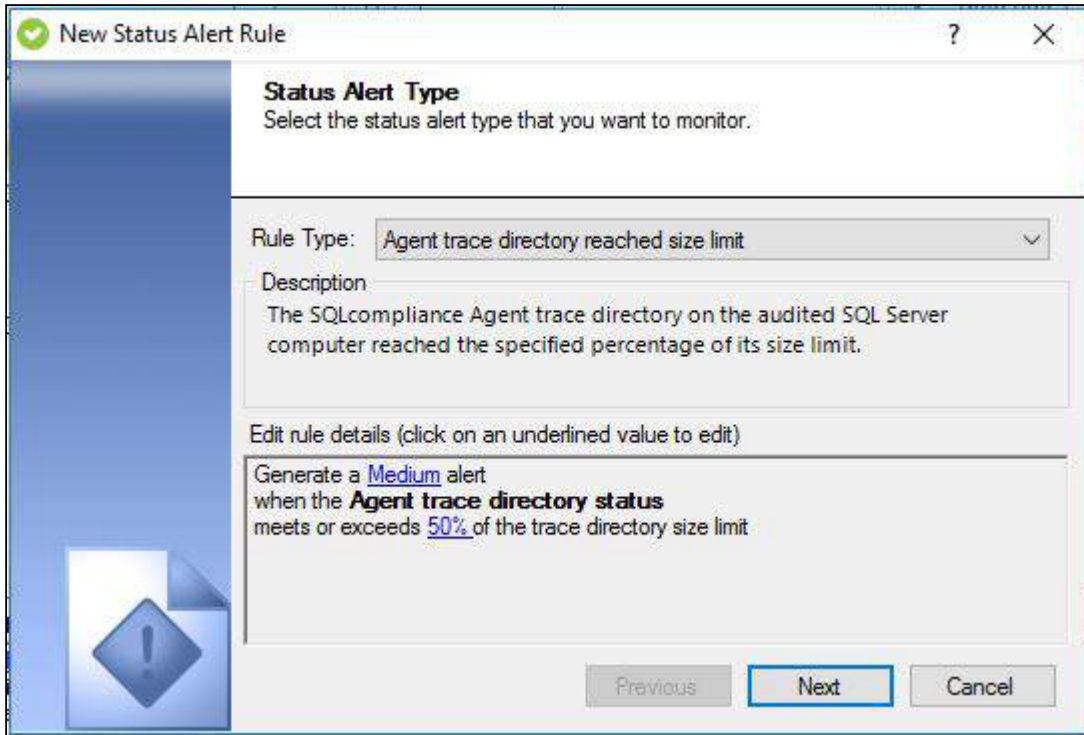 New Status Alert Rule
?
Status Alert Type
Select the status alert type that you want to monitor.
Rule Type: Agent trace directory reached size limit
Description
The SQLcompliance Agent trace directory on the audited SQL Server
computer reached the specified percentage of its size limit.
Edit rule details (click on an underlined value to edit)
Generate a Medium alert
when the Agent trace directory status
meets or exceeds 50% of the trace directory size limit
Previous Next Cancel